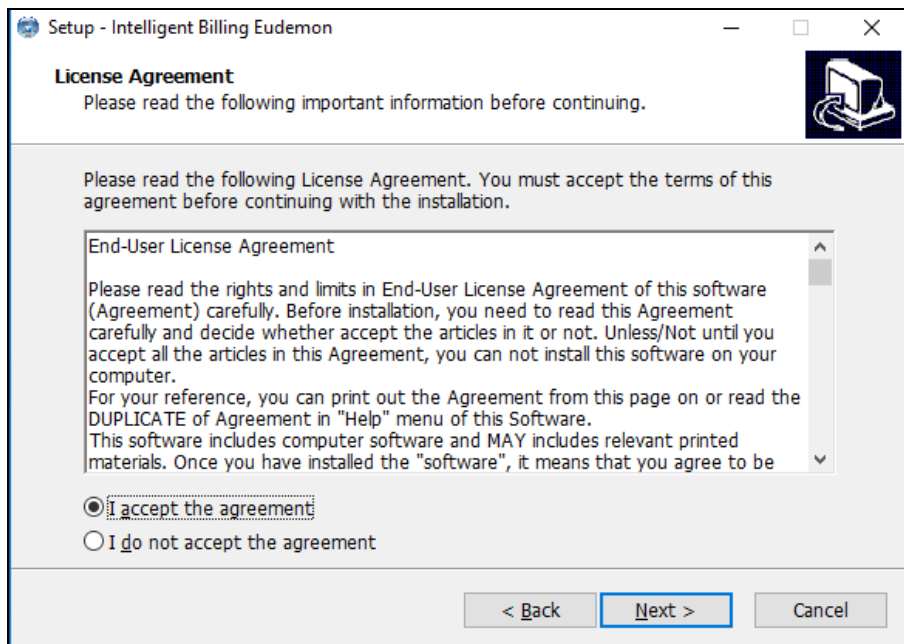 Setup - Intelligent Billing Eudemon
License Agreement
Please read the following important information before continuing.
Please read the following License Agreement. You must accept the terms of this
agreement before continuing with the installation.
End-User License Agreement
Please read the rights and limits in End-User License Agreement of this software
(Agreement) carefully. Before installation, you need to read this Agreement
carefully and decide whether accept the articles in it or not. Unless/Not until you
accept all the articles in this Agreement, you can not install this software on your
computer.
For your reference, you can print out the Agreement from this page on or read the
DUPLICATE of Agreement in "Help" menu of this Software.
This software includes computer software and MAY includes relevant printed
materials. Once you have installed the "software", it means that you agree to be
I accept the agreement
I do not accept the agreement
< Back Next > Cancel